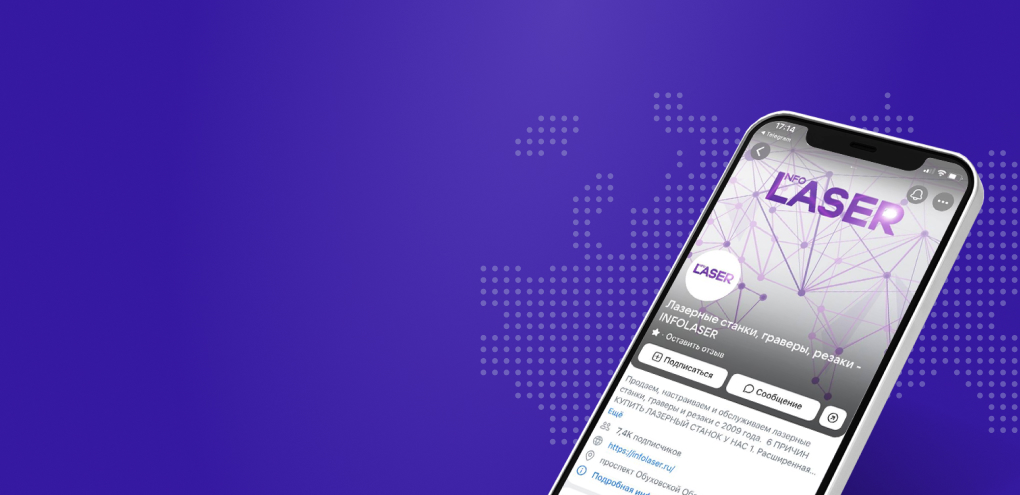 17:14
Telegram
INFO
LASER
LASER
Лазерные станки, граверы, резаки -
INFOLASER
Оставить отзыв
Подписаться
Сообщение
Продаем, настраиваем и обслуживаем лазерные
станки, граверы и резаки с 2009 года. 6 ПРИЧИН
КУПИТЬ ЛАЗЕРНЫЙ СТАНОК У НАС 1. Расширенная...
Ещё
7,4K подписчиков
https://infolaser.ru/
проспект Обуховской
Подробная